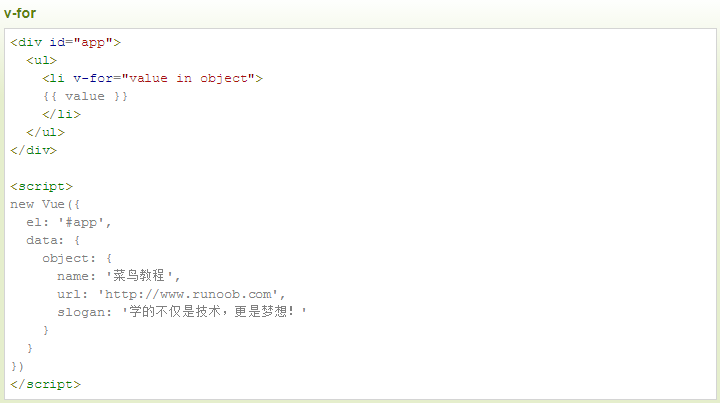 v-for
<div id="app">
  <ul>
    <li v-for="value in object">
    {{ value }}
    </li>
  </ul>
</div>

<script>
new Vue({
  el: '#app',
  data: {
    object: {
      name: '菜鸟教程',
      url: 'http://www.runoob.com',
      slogan: '学的不仅是技术，更是梦想！'
    }
  }
})
</script>